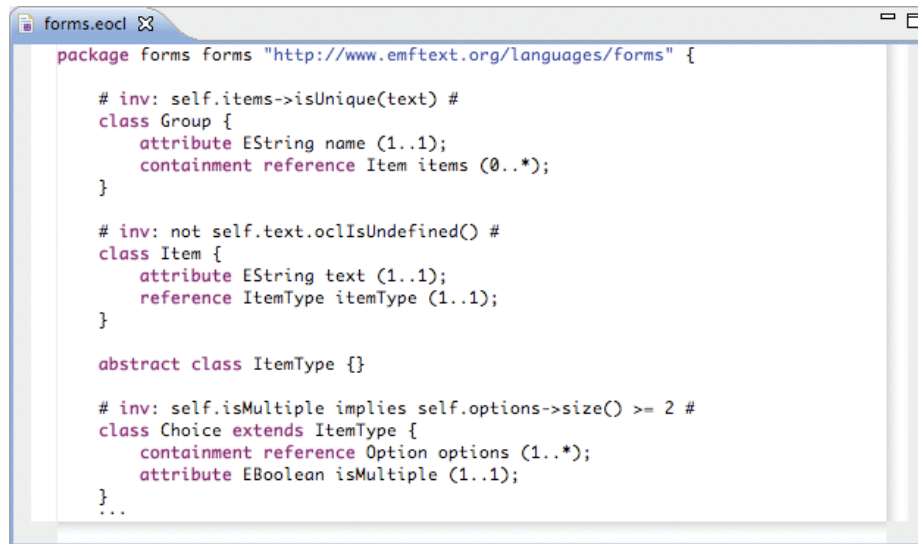 forms.eocl
package forms forms "http://www.emftext.org/languages/forms" {
# inv: self.items->isUnique(text) #
class Group {
attribute EString name (1..1);
containment reference Item items (0..*);
}
# inv: not self.text.oclIsUndefined() #
class Item {
attribute EString text (1..1);
reference ItemType itemType (1..1);
}
abstract class ItemType {}
# inv: self.isMultiple implies self.options->size() >= 2 #
class Choice extends ItemType {
containment reference Option options (1..*);
attribute EBoolean isMultiple (1..1);
}
...